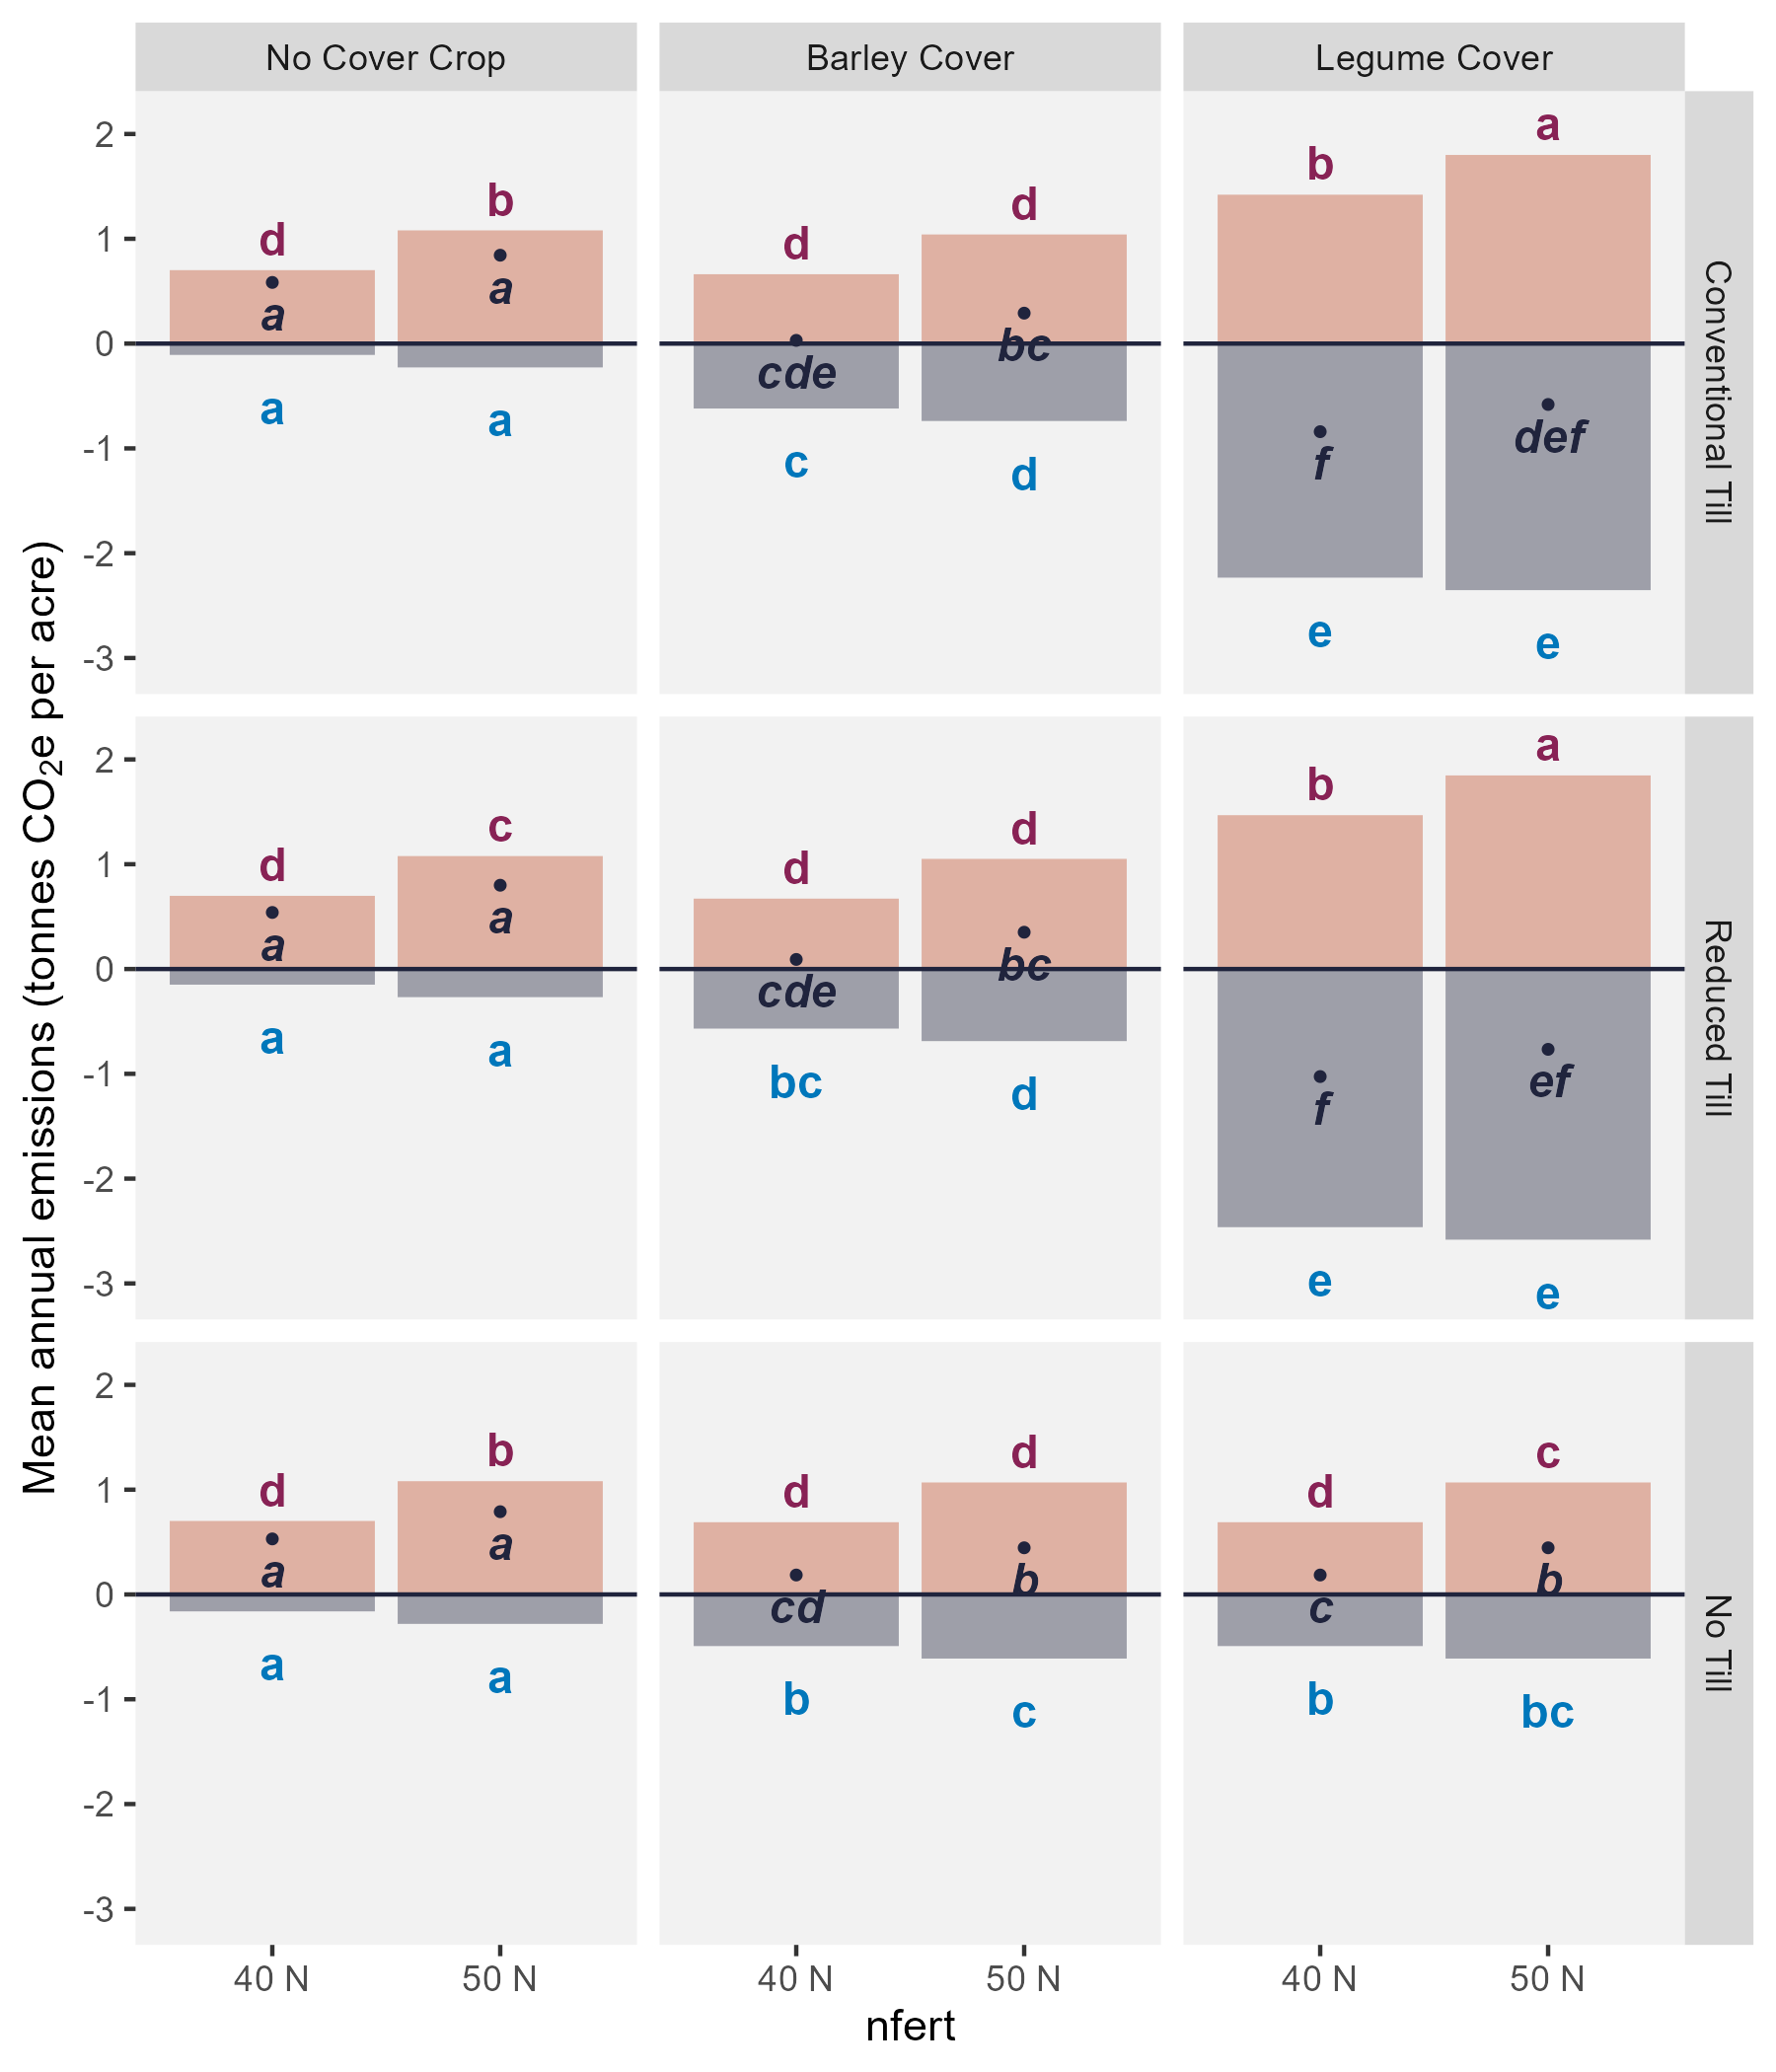 No Cover Crop Barley Cover Legume Cover
Mean annual emissions (tonnes CO₂e per acre)
Conventional Till
2
1
0
-1
-2
-3
d b d d b a
a a cde bc f def
a a c d e e
Reduced Till
2
1
0
-1
-2
-3
d c d d b a
a a cde bc f ef
a a bc d e e
No Till
2
1
0
-1
-2
-3
d b d d d c
a a cd b c b
a a b c b bc
40 N 50 N 40 N 50 N 40 N 50 N
nfert